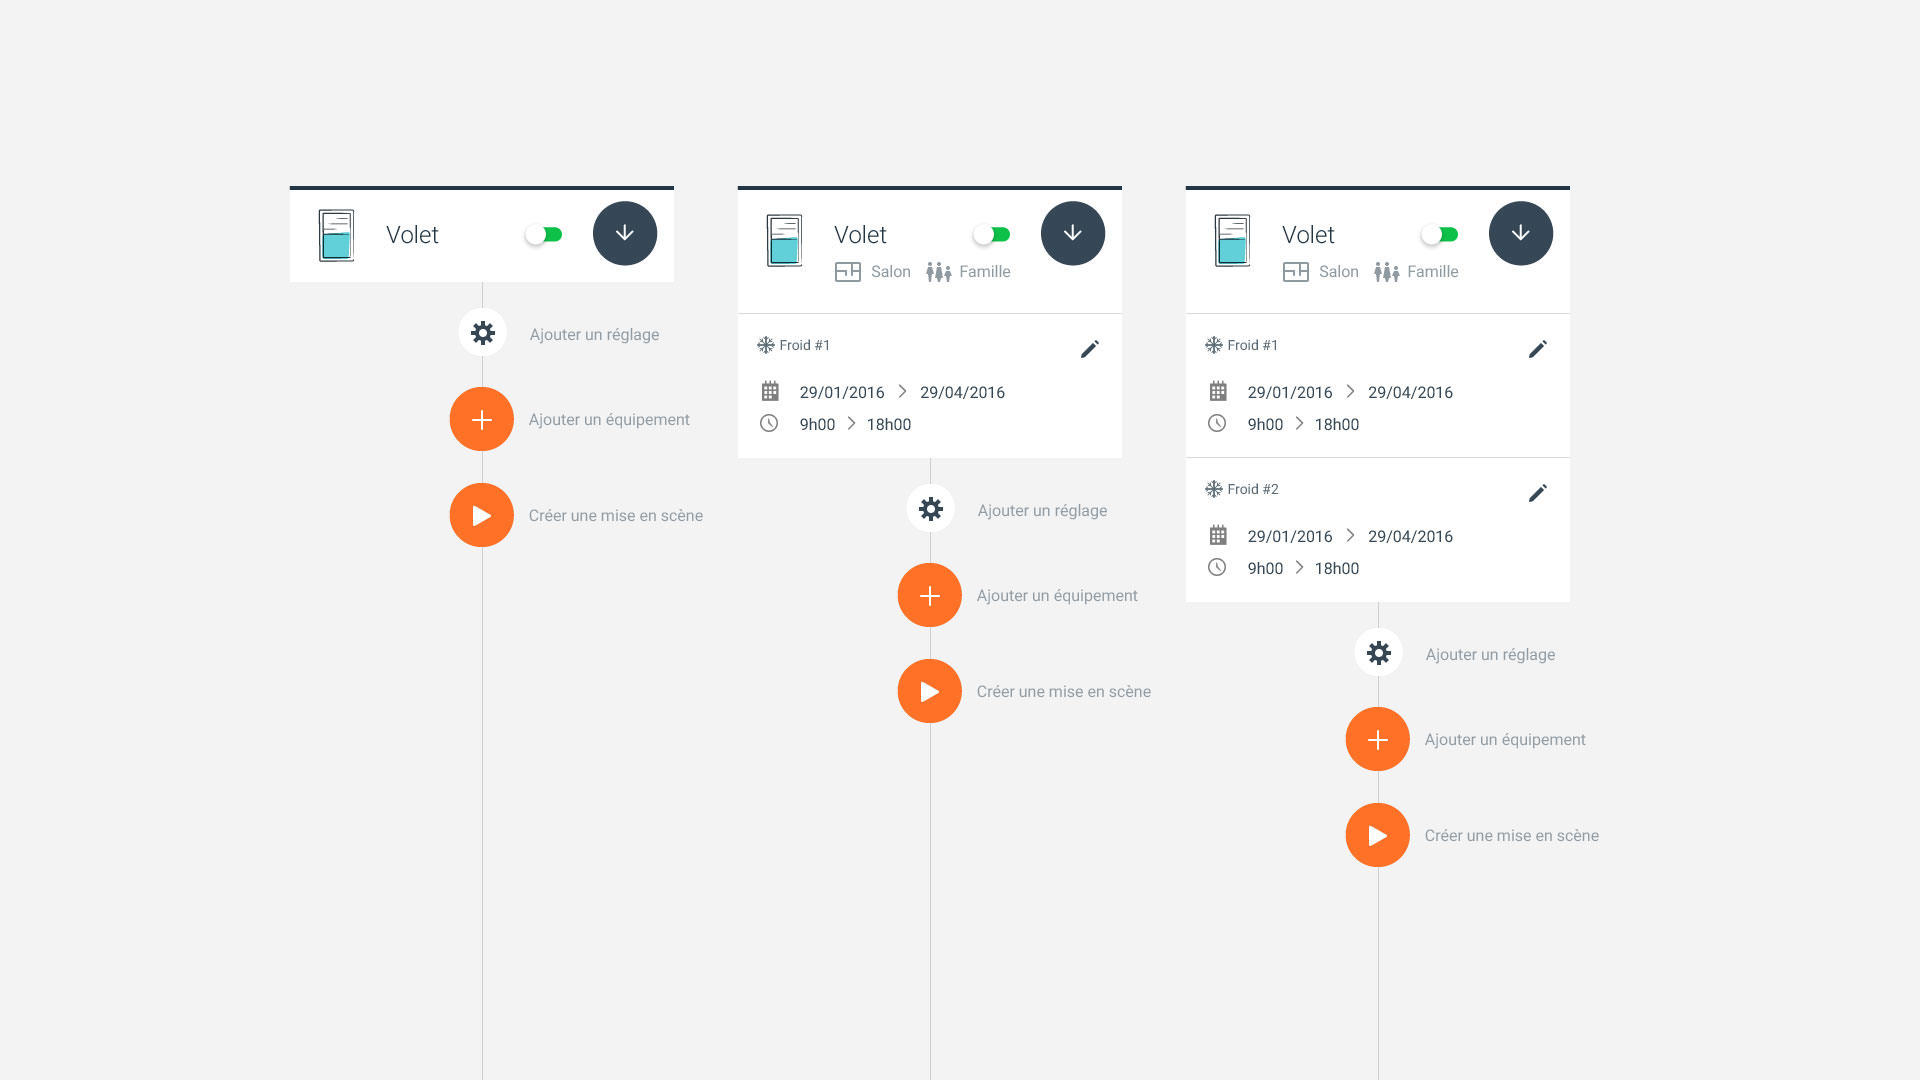 Volet
Ajouter un réglage
Ajouter un équipement
Créer une mise en scène
Volet
Salon Famille
Froid #1
29/01/2016 > 29/04/2016
9h00 > 18h00
Ajouter un réglage
Ajouter un équipement
Créer une mise en scène
Volet
Salon Famille
Froid #1
29/01/2016 > 29/04/2016
9h00 > 18h00
Froid #2
29/01/2016 > 29/04/2016
9h00 > 18h00
Ajouter un réglage
Ajouter un équipement
Créer une mise en scène